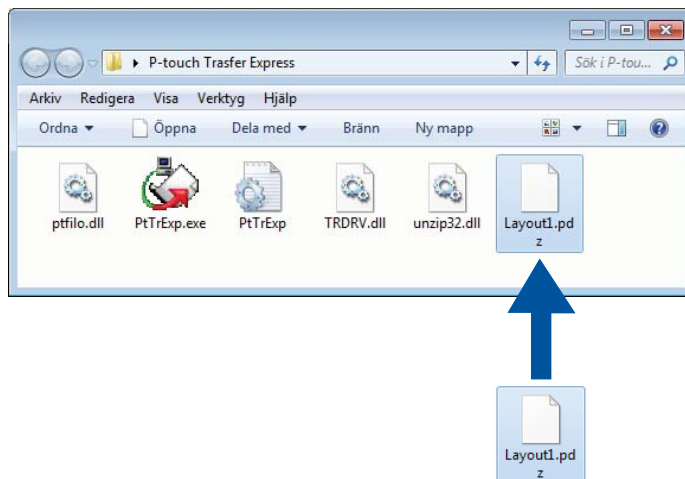 P-touch Trasfer Express
Sök i P-tou...
Arkiv Redigera Visa Verktyg Hjälp
Ordna Öppna Dela med Bränn Ny mapp
ptfilo.dll PtTrExp.exe PtTrExp TRDRV.dll unzip32.dll Layout1.pd
z
Layout1.pd
z